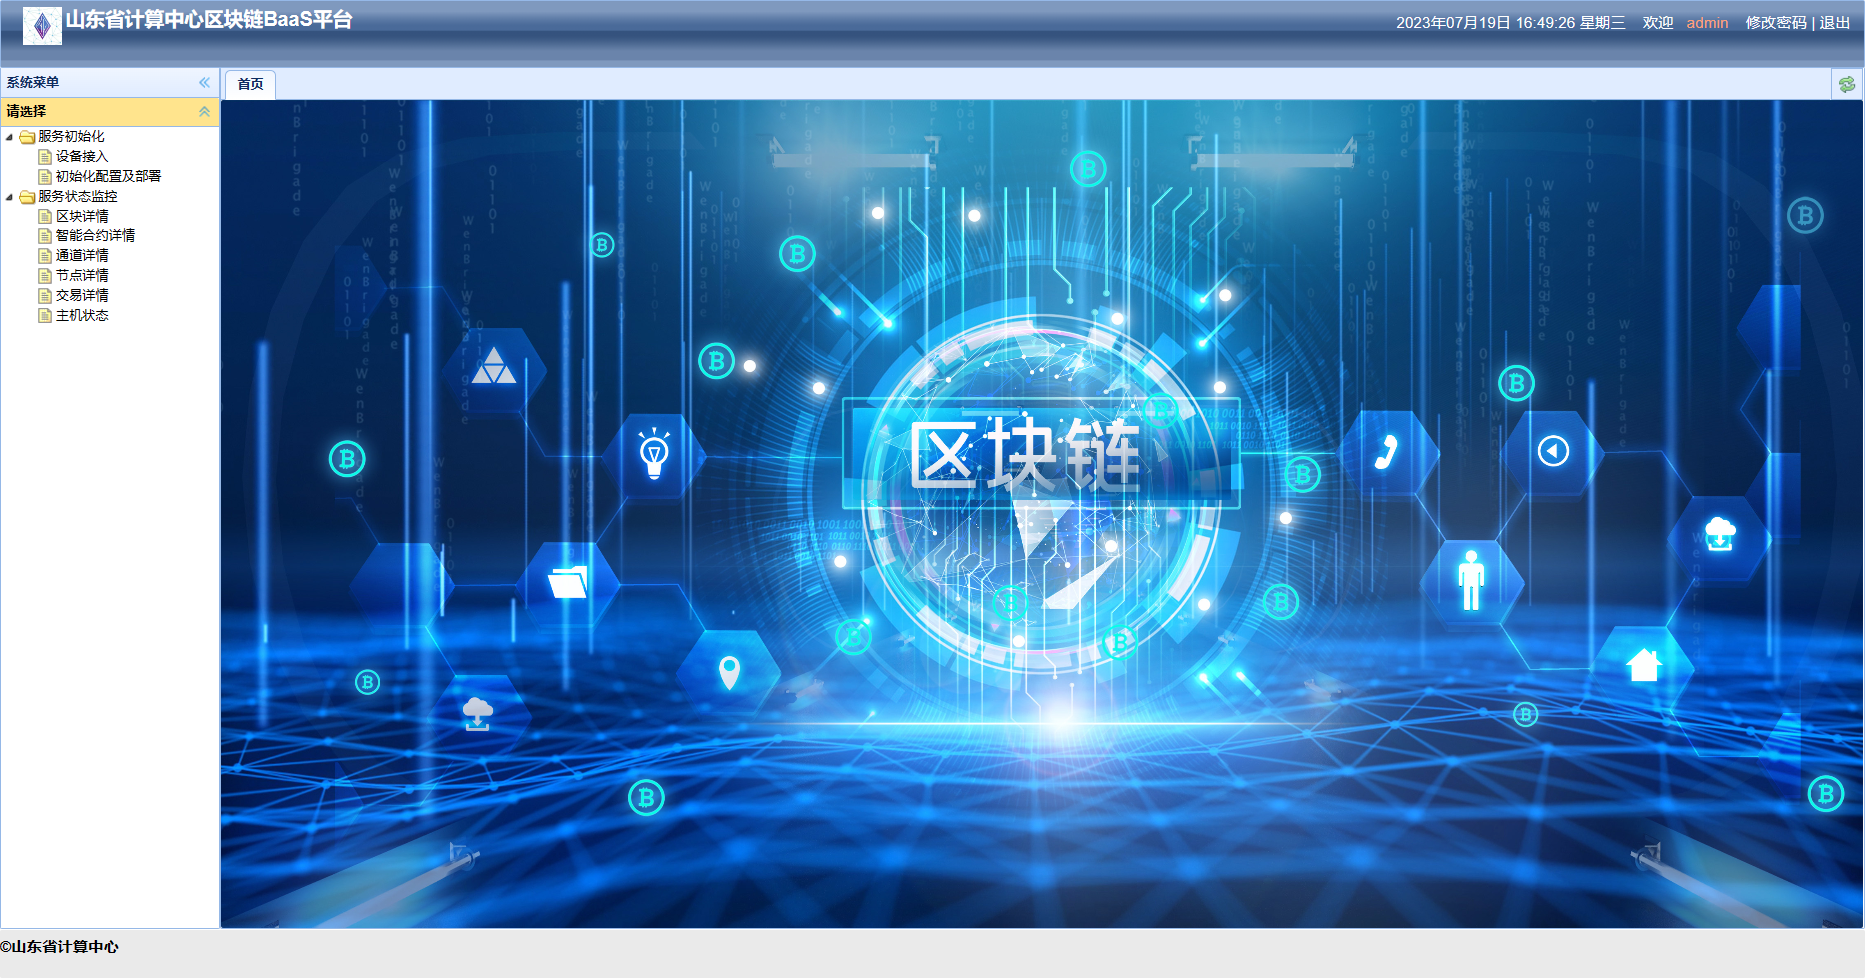 山东省计算中心区块链BaaS平台
2023年07月19日 16:49:26 星期三 欢迎 admin 修改密码 | 退出
系统菜单
首页
请选择
服务初始化
设备接入
初始化配置及部署
服务状态监控
区块详情
智能合约详情
通道详情
节点详情
交易详情
主机状态
区块链
©山东省计算中心